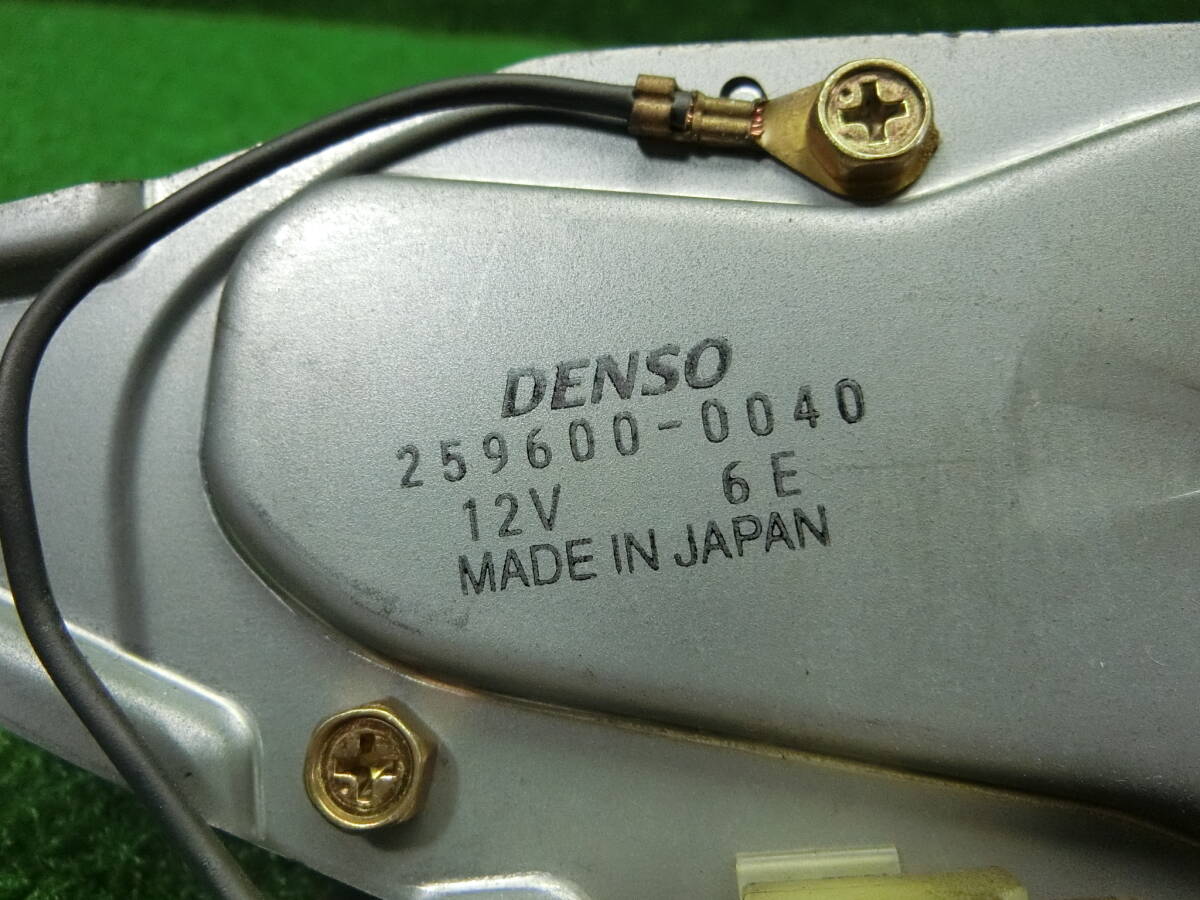 DENSO
259600-0040
12V 6E
MADE IN JAPAN